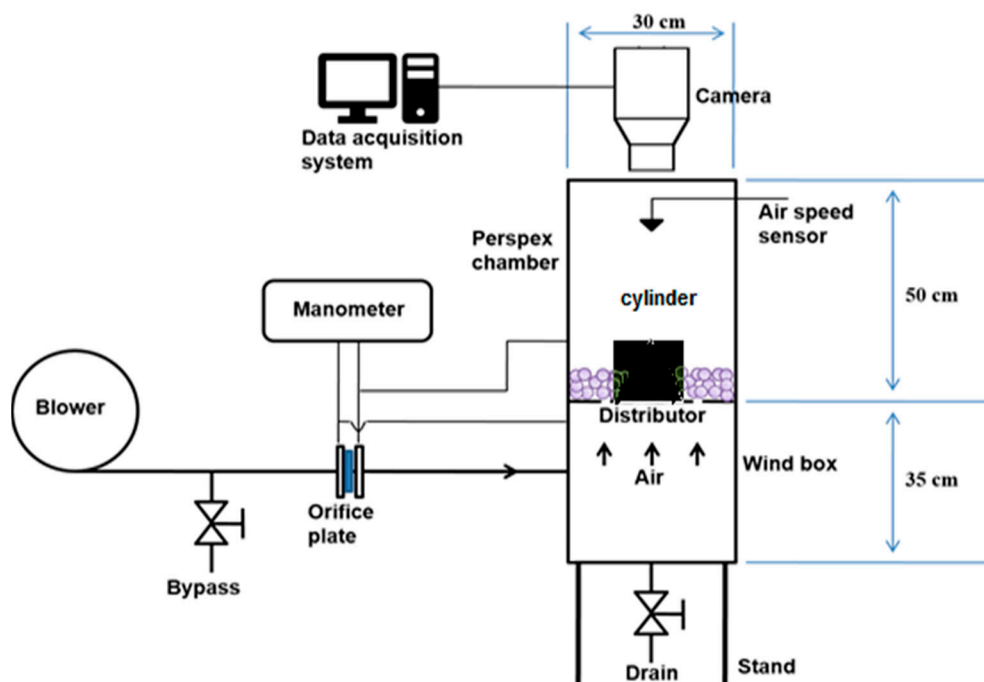 30 cm
Camera
Data acquisition
system
Air speed
sensor
Perspex
chamber
50 cm
cylinder
Manometer
Blower
Distributor
Air
Wind box
35 cm
Orifice
plate
Bypass
Drain
Stand